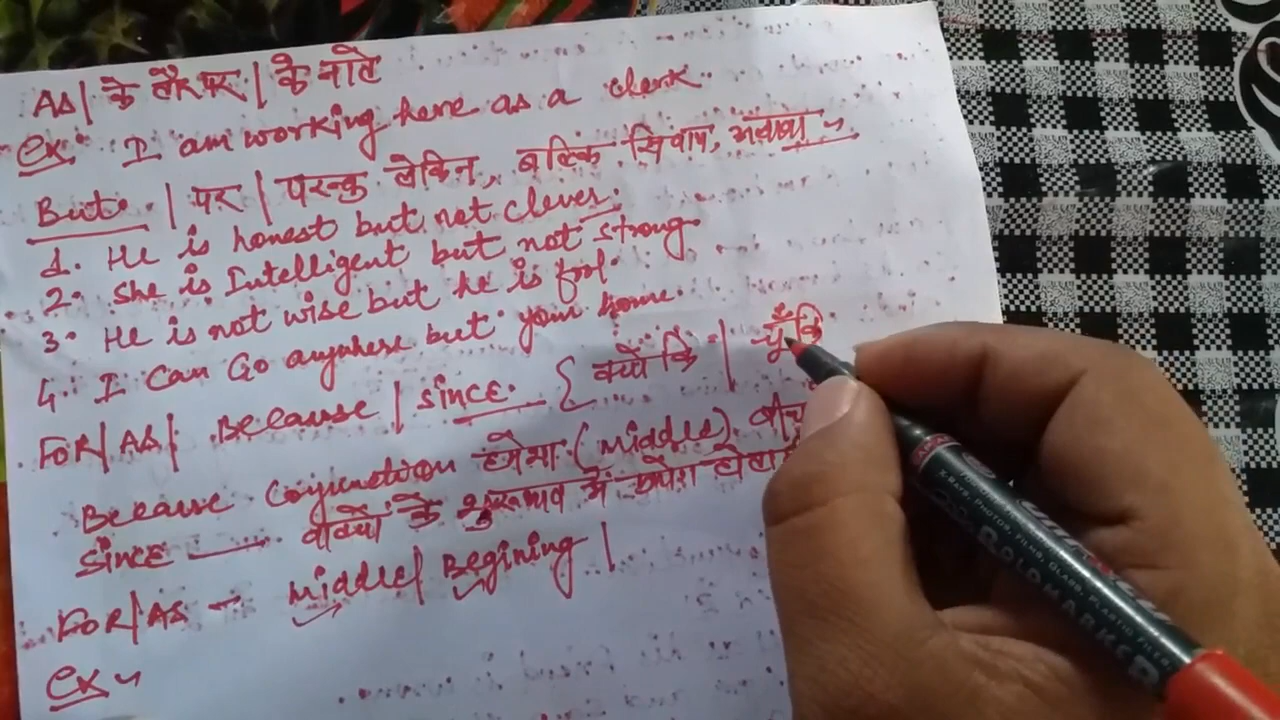 As| के तौर पर | के नाते
Ex: I am working here as a clerk.
But | पर | परन्तु लेकिन, बल्कि सिवाय, अलावा
1. He is honest but not clever.
2. She is Intelligent but not strong
3. He is not wise but he is fool.
4. I Can Go anywhere but your home.
FOR| AS| Because | since. { क्योंकि | चूँकि
Because Conjunction हमेशा (middle) बीच
since — वाक्यों के शुरूआत में प्रयोग होता
FOR|AS - middle| Begining |
Ex